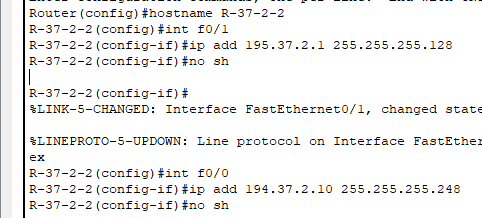 Router(config)#hostname R-37-2-2
R-37-2-2(config)#int f0/1
R-37-2-2(config-if)#ip add 195.37.2.1 255.255.255.128
R-37-2-2(config-if)#no sh
R-37-2-2(config-if)#
%LINK-5-CHANGED: Interface FastEthernet0/1, changed state
%LINEPROTO-5-UPDOWN: Line protocol on Interface FastEther
ex
R-37-2-2(config)#int f0/0
R-37-2-2(config-if)#ip add 194.37.2.10 255.255.255.248
R-37-2-2(config-if)#no sh